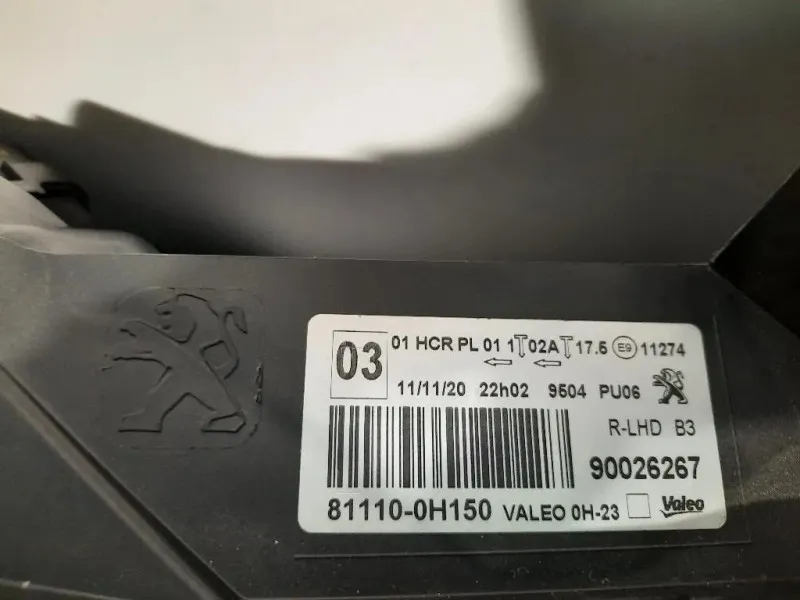 03
01 HCR PL 01 1 02A 17.6 E9 11274
11/11/20 22h02 9504 PU06
R-LHD B3
90026267
81110-0H150 VALEO 0H-23 Valeo